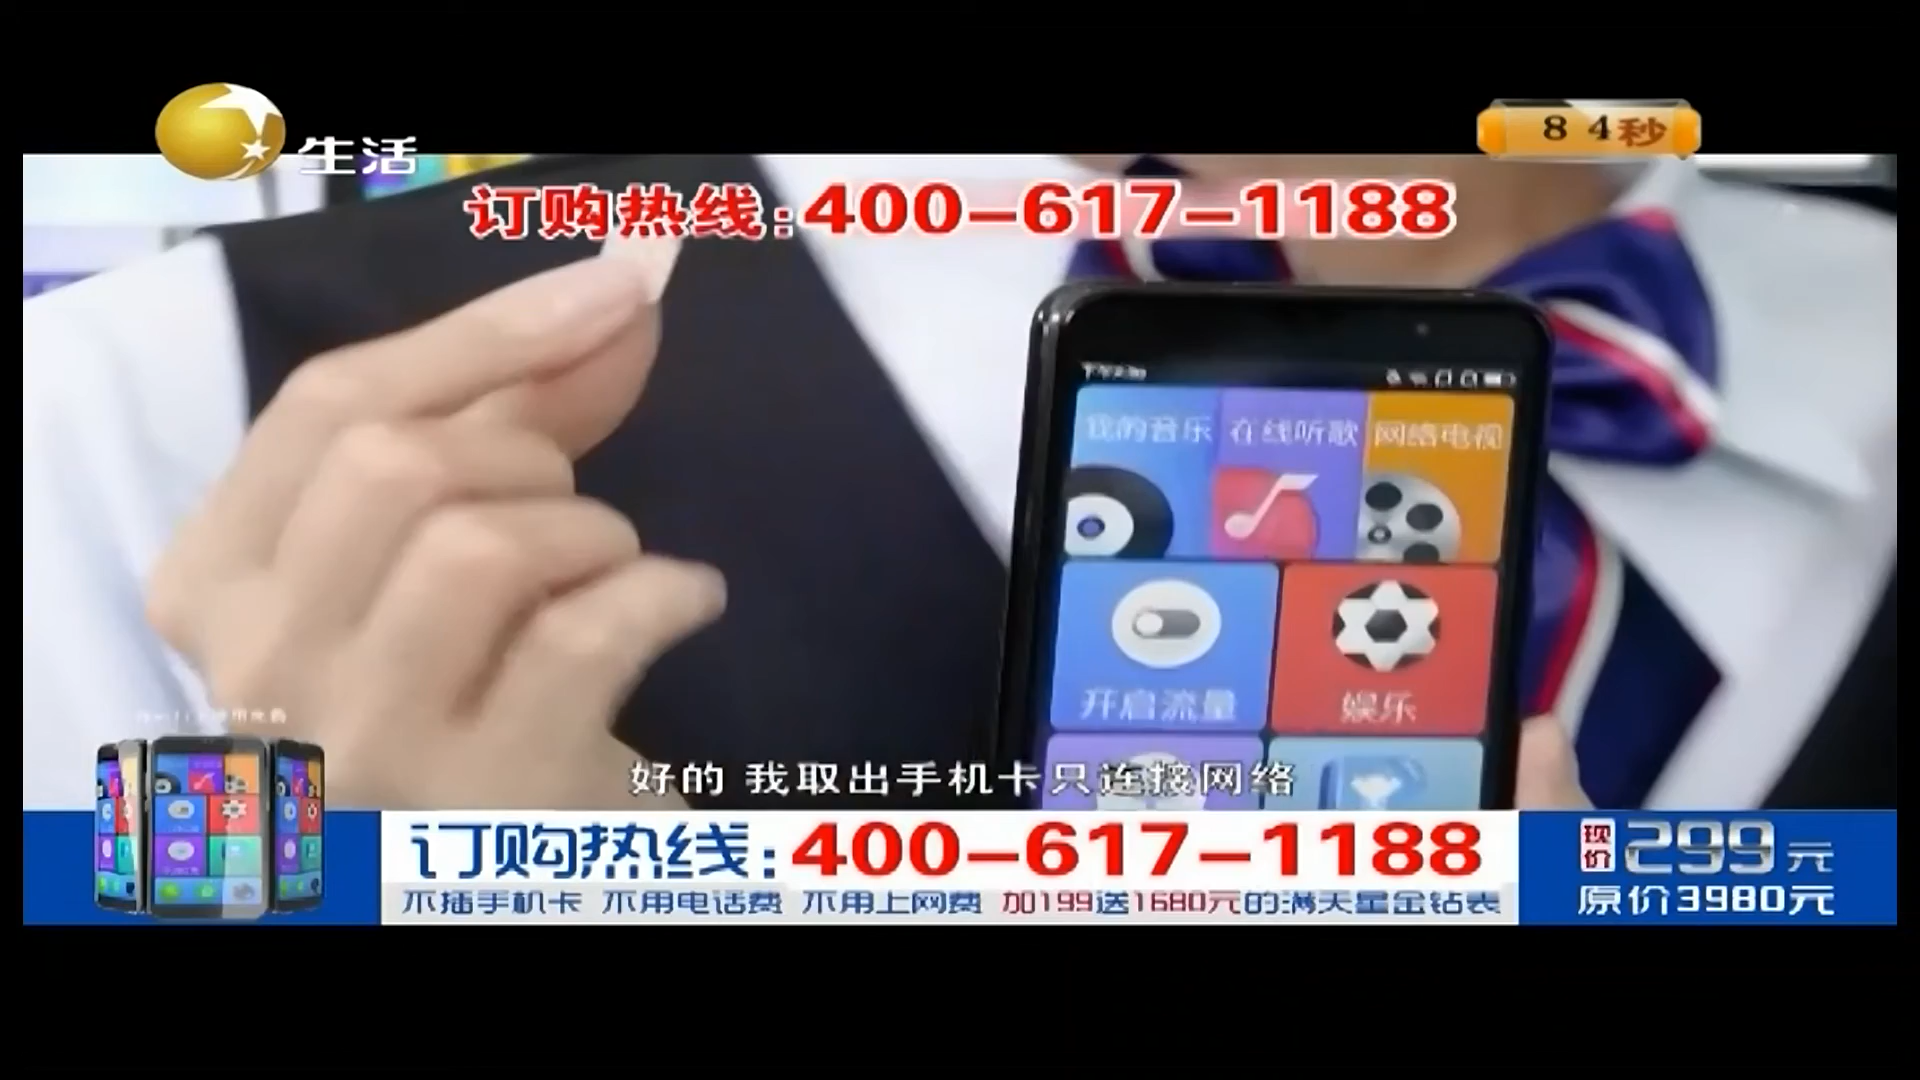 生活
84秒
订购热线:400-617-1188
我的音乐 在线听歌 网络电视
开启流量 娱乐
好的 我取出手机卡只连接网络
订购热线:400-617-1188
现价299元
不插手机卡 不用电话费 不用上网费 加199送1680元的满天星金钻表
原价3980元